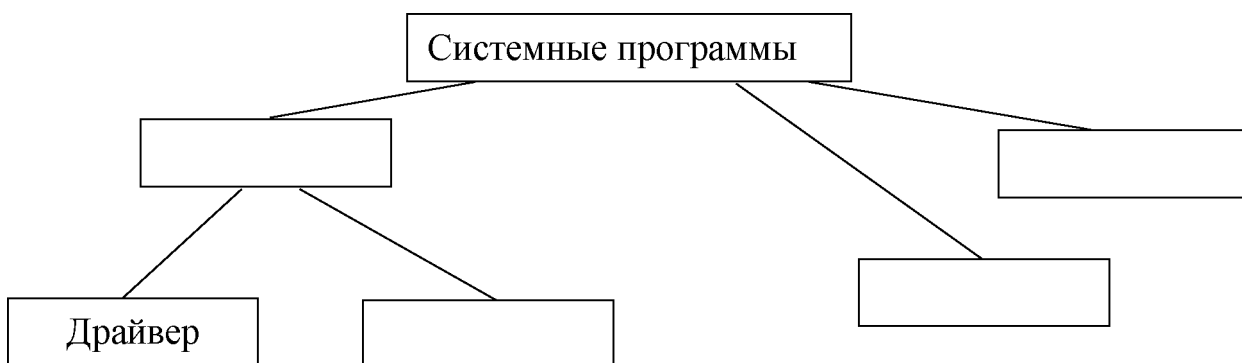 Системные программы
Драйвер